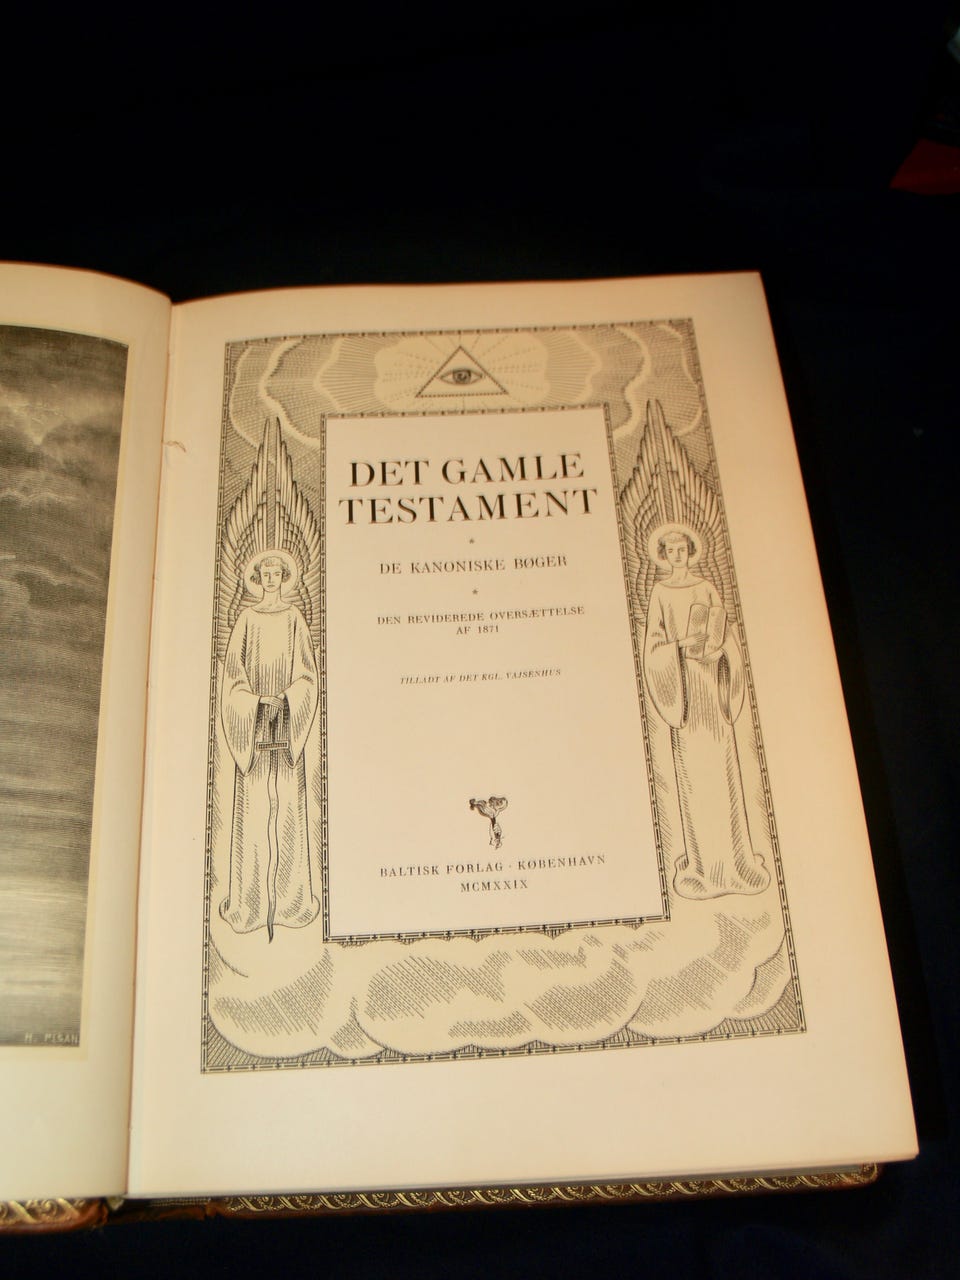 H. PISAN
DET GAMLE
TESTAMENT
*
DE KANONISKE BØGER
*
DEN REVIDEREDE OVERSÆTTELSE
AF 1871
TILLADT AF DET KGL. VAJSENHUS
BALTISK FORLAG · KØBENHAVN
MCMXXIX